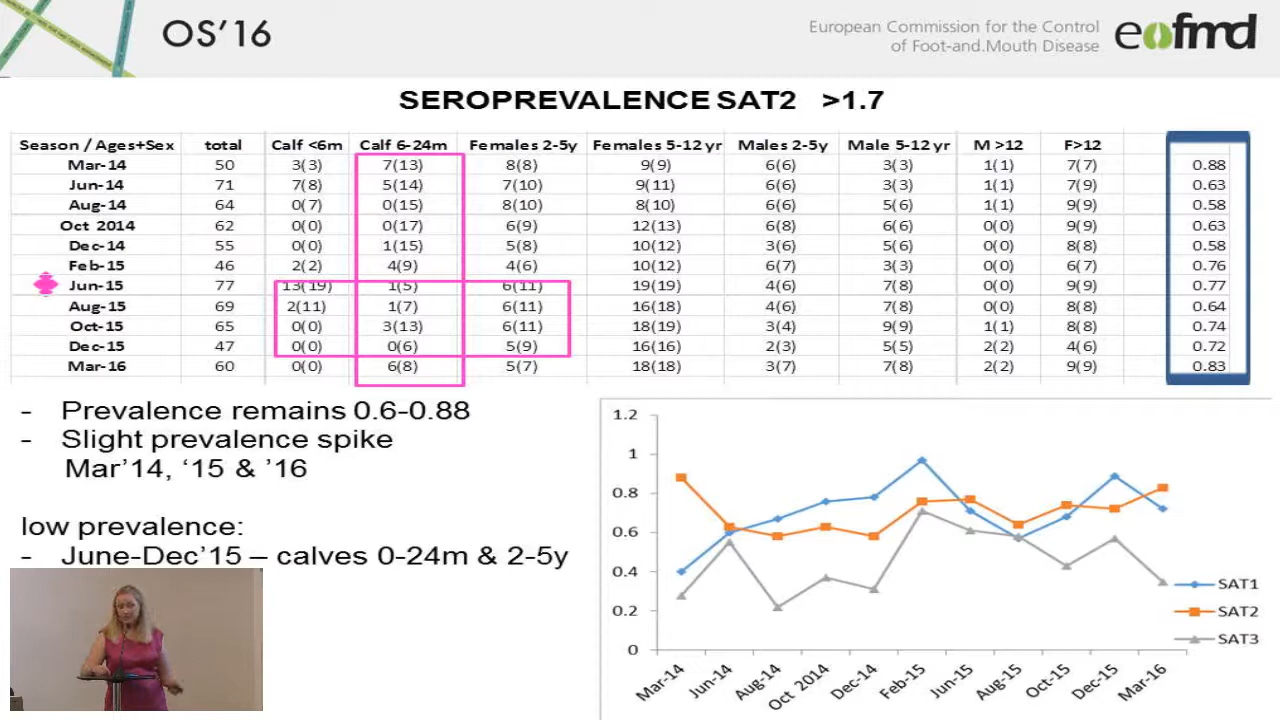 OS'16
European Commission for the Control
of Foot-and.Mouth Disease
eofmd
SEROPREVALENCE SAT2 >1.7
Season / Ages+Sex total Calf <6m Calf 6-24m Females 2-5y Females 5-12 yr Males 2-5y Male 5-12 yr M >12 F>12
Mar-14 50 3(3) 7(13) 8(8) 9(9) 6(6) 3(3) 1(1) 7(7) 0.88
Jun-14 71 7(8) 5(14) 7(10) 9(11) 6(6) 3(3) 1(1) 7(9) 0.63
Aug-14 64 0(7) 0(15) 8(10) 8(10) 6(6) 5(6) 1(1) 9(9) 0.58
Oct 2014 62 0(0) 0(17) 6(9) 12(13) 6(8) 6(6) 0(0) 9(9) 0.63
Dec-14 55 0(0) 1(15) 5(8) 10(12) 3(6) 5(6) 0(0) 8(8) 0.58
Feb-15 46 2(2) 4(9) 4(6) 10(12) 6(7) 3(3) 0(0) 6(7) 0.76
Jun-15 77 13(19) 1(5) 6(11) 19(19) 4(6) 7(8) 0(0) 9(9) 0.77
Aug-15 69 2(11) 1(7) 6(11) 16(18) 4(6) 7(8) 0(0) 8(8) 0.64
Oct-15 65 0(0) 3(13) 6(11) 18(19) 3(4) 9(9) 1(1) 8(8) 0.74
Dec-15 47 0(0) 0(6) 5(9) 16(16) 2(3) 5(5) 2(2) 4(6) 0.72
Mar-16 60 0(0) 6(8) 5(7) 18(18) 3(7) 7(8) 2(2) 9(9) 0.83
- Prevalence remains 0.6-0.88
- Slight prevalence spike
Mar'14, '15 & '16
low prevalence:
- June-Dec'15 – calves 0-24m & 2-5y
1.2
1
0.8
0.6
0.4
0.2
0
SAT1
SAT2
SAT3
Mar-14 Jun-14 Aug-14 Oct 2014 Dec-14 Feb-15 Jun-15 Aug-15 Oct-15 Dec-15 Mar-16